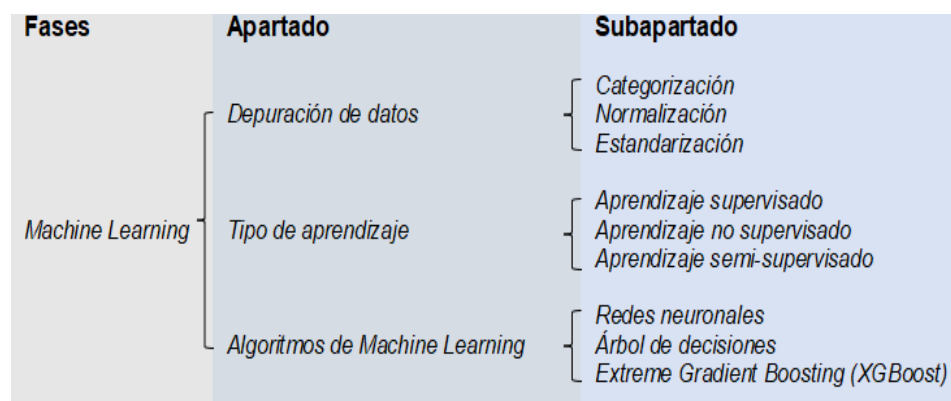 Fases Apartado Subapartado
Categorización
Depuración de datos Normalización
Estandarización
Aprendizaje supervisado
Machine Learning Tipo de aprendizaje Aprendizaje no supervisado
Aprendizaje semi-supervisado
Redes neuronales
Algoritmos de Machine Learning Árbol de decisiones
Extreme Gradient Boosting (XGBoost)